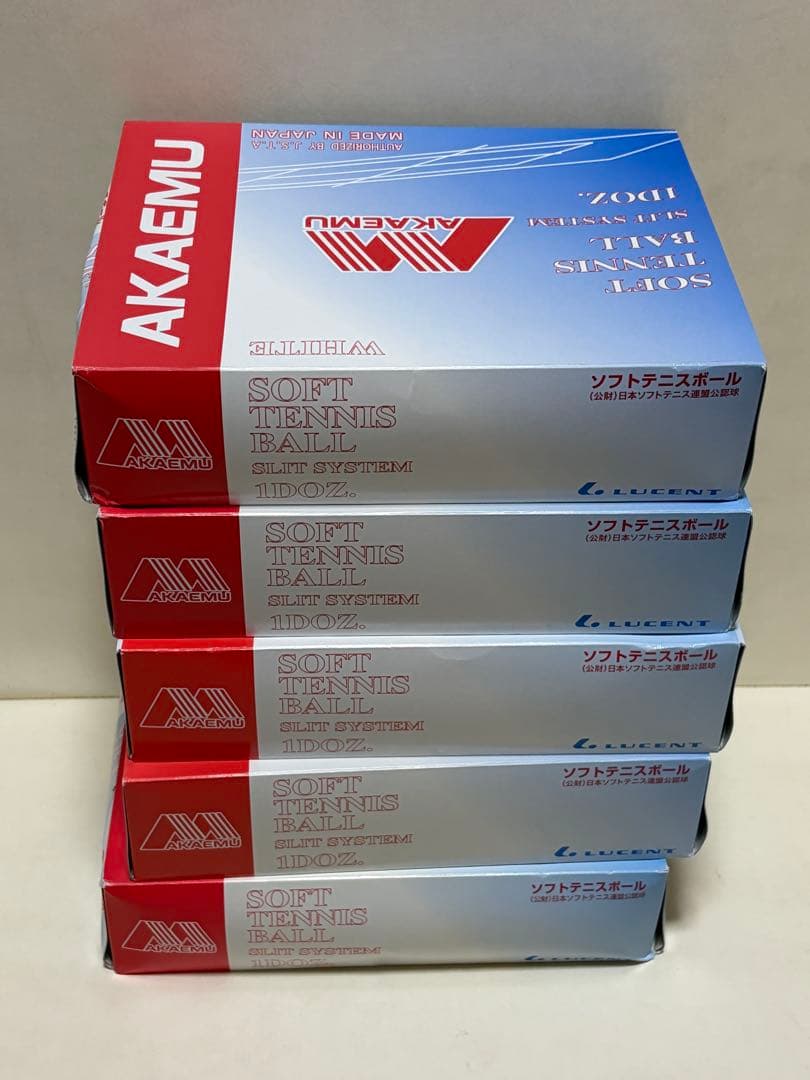 AKAEMU
AUTHORIZED BY J.S.T.A
MADE IN JAPAN
AKAEMU
SOFT
TENNIS
BALL
SLIT SYSTEM
1DOZ.
WHITE
AKAEMU
SOFT
TENNIS
BALL
SLIT SYSTEM
1DOZ.
ソフトテニスボール
(公財)日本ソフトテニス連盟公認球
LUCENT
AKAEMU
SOFT
TENNIS
BALL
SLIT SYSTEM
1DOZ.
ソフトテニスボール
(公財)日本ソフトテニス連盟公認球
LUCENT
AKAEMU
SOFT
TENNIS
BALL
SLIT SYSTEM
1DOZ.
ソフトテニスボール
(公財)日本ソフトテニス連盟公認球
LUCENT
AKAEMU
SOFT
TENNIS
BALL
SLIT SYSTEM
1DOZ.
ソフトテニスボール
(公財)日本ソフトテニス連盟公認球
LUCENT
AKAEMU
SOFT
TENNIS
BALL
SLIT SYSTEM
1DOZ.
ソフトテニスボール
(公財)日本ソフトテニス連盟公認球
LUCENT